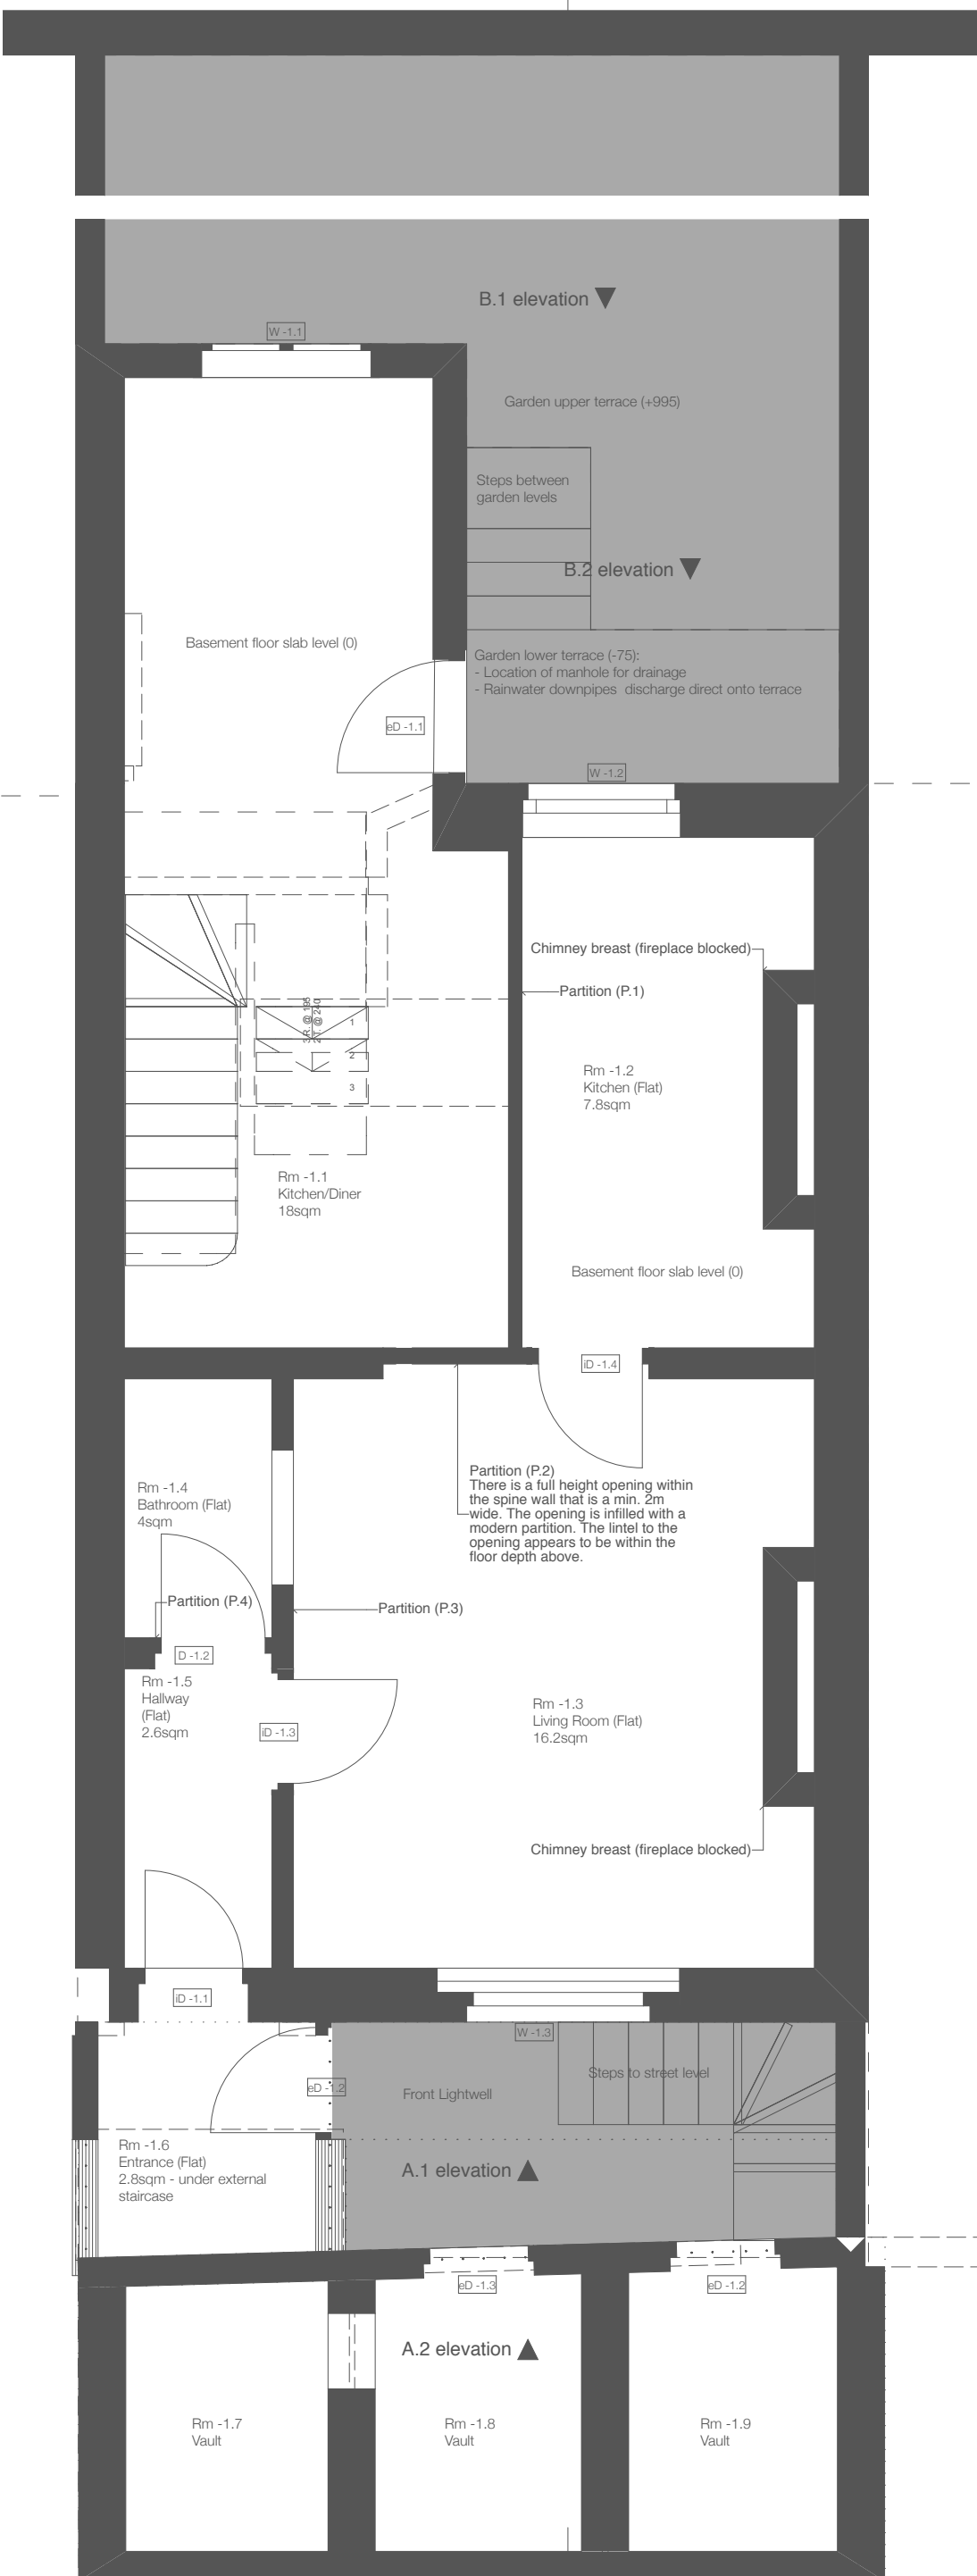 B.1 elevation
W -1.1
Garden upper terrace (+995)
Steps between
garden levels
B.2 elevation
Basement floor slab level (0)
Garden lower terrace (-75):
- Location of manhole for drainage
- Rainwater downpipes discharge direct onto terrace
eD -1.1
W -1.2
Chimney breast (fireplace blocked)
Partition (P.1)
1
2
3
Rm -1.2
Kitchen (Flat)
7.8sqm
Rm -1.1
Kitchen/Diner
18sqm
Basement floor slab level (0)
iD -1.4
Partition (P.2)
There is a full height opening within
the spine wall that is a min. 2m
wide. The opening is infilled with a
modern partition. The lintel to the
opening appears to be within the
floor depth above.
Rm -1.4
Bathroom (Flat)
4sqm
Partition (P.4)
Partition (P.3)
D -1.2
Rm -1.5
Hallway
(Flat)
2.6sqm
iD -1.3
Rm -1.3
Living Room (Flat)
16.2sqm
Chimney breast (fireplace blocked)
iD -1.1
W -1.3
Steps to street level
eD -1.2
Front Lightwell
Rm -1.6
Entrance (Flat)
2.8sqm - under external
staircase
A.1 elevation
eD -1.3
eD -1.2
A.2 elevation
Rm -1.7
Vault
Rm -1.8
Vault
Rm -1.9
Vault